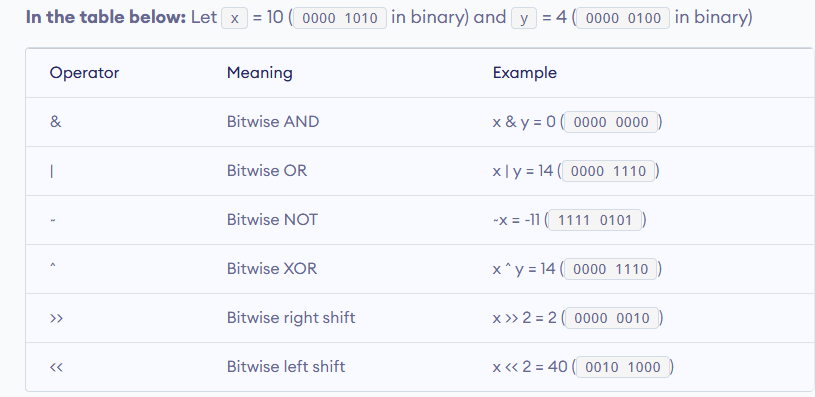 In the table below: Let x = 10 (0000 1010 in binary) and y = 4 (0000 0100 in binary)
Operator Meaning Example
& Bitwise AND x & y = 0 (0000 0000)
| Bitwise OR x | y = 14 (0000 1110)
~ Bitwise NOT ~x = -11 (1111 0101)
^ Bitwise XOR x ^ y = 14 (0000 1110)
>> Bitwise right shift x >> 2 = 2 (0000 0010)
<< Bitwise left shift x << 2 = 40 (0010 1000)